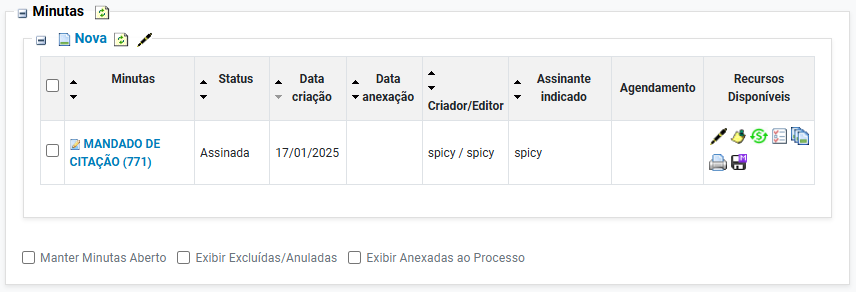 Minutas
Nova
Minutas Status Data criação Data anexação Criador/Editor Assinante indicado Agendamento Recursos Disponíveis
MANDADO DE CITAÇÃO (771) Assinada 17/01/2025 spicy / spicy spicy
Manter Minutas Aberto Exibir Excluídas/Anuladas Exibir Anexadas ao Processo